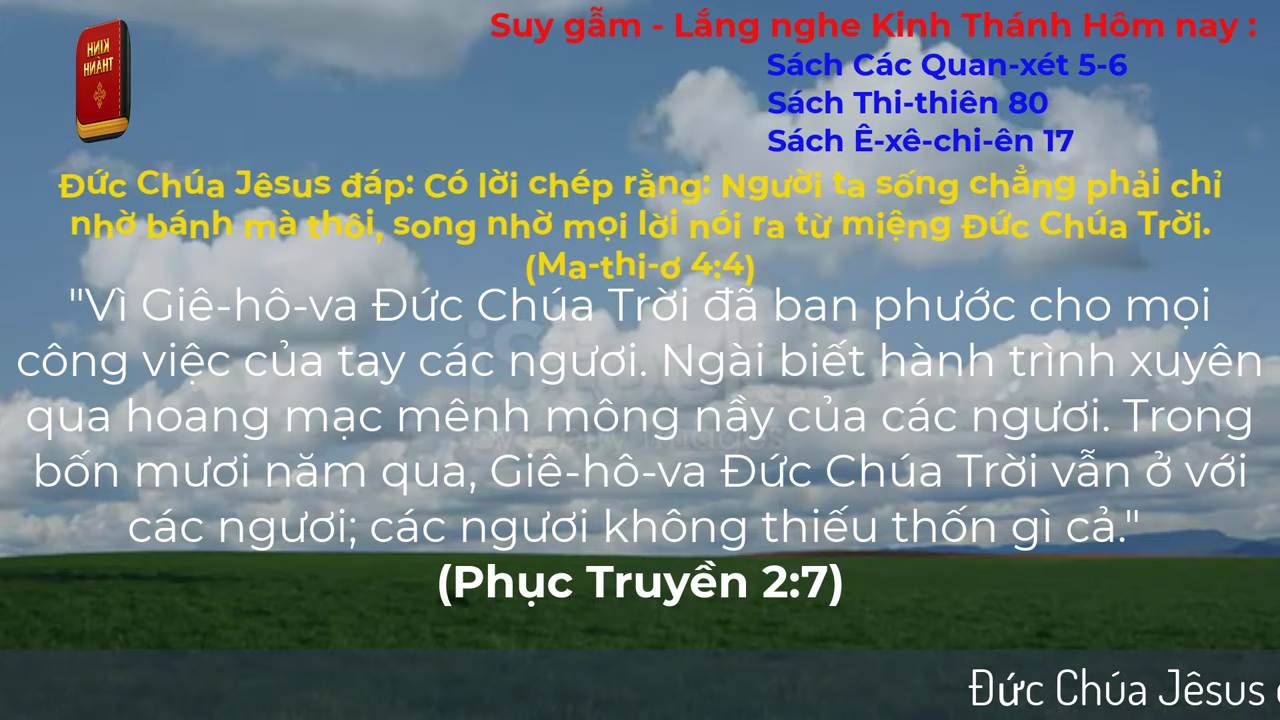 Suy gẫm - Lắng nghe Kinh Thánh Hôm nay :
Sách Các Quan-xét 5-6
Sách Thi-thiên 80
Sách Ê-xê-chi-ên 17
KINH
THÁNH
Đức Chúa Jêsus đáp: Có lời chép rằng: Người ta sống chẳng phải chỉ
nhờ bánh mà thôi, song nhờ mọi lời nói ra từ miệng Đức Chúa Trời.
(Ma-thi-ơ 4:4)
"Vì Giê-hô-va Đức Chúa Trời đã ban phước cho mọi
công việc của tay các ngươi. Ngài biết hành trình xuyên
qua hoang mạc mênh mông nầy của các ngươi. Trong
bốn mươi năm qua, Giê-hô-va Đức Chúa Trời vẫn ở với
các ngươi; các ngươi không thiếu thốn gì cả."
(Phục Truyền 2:7)
iStock
by Getty Images
Đức Chúa Jêsus